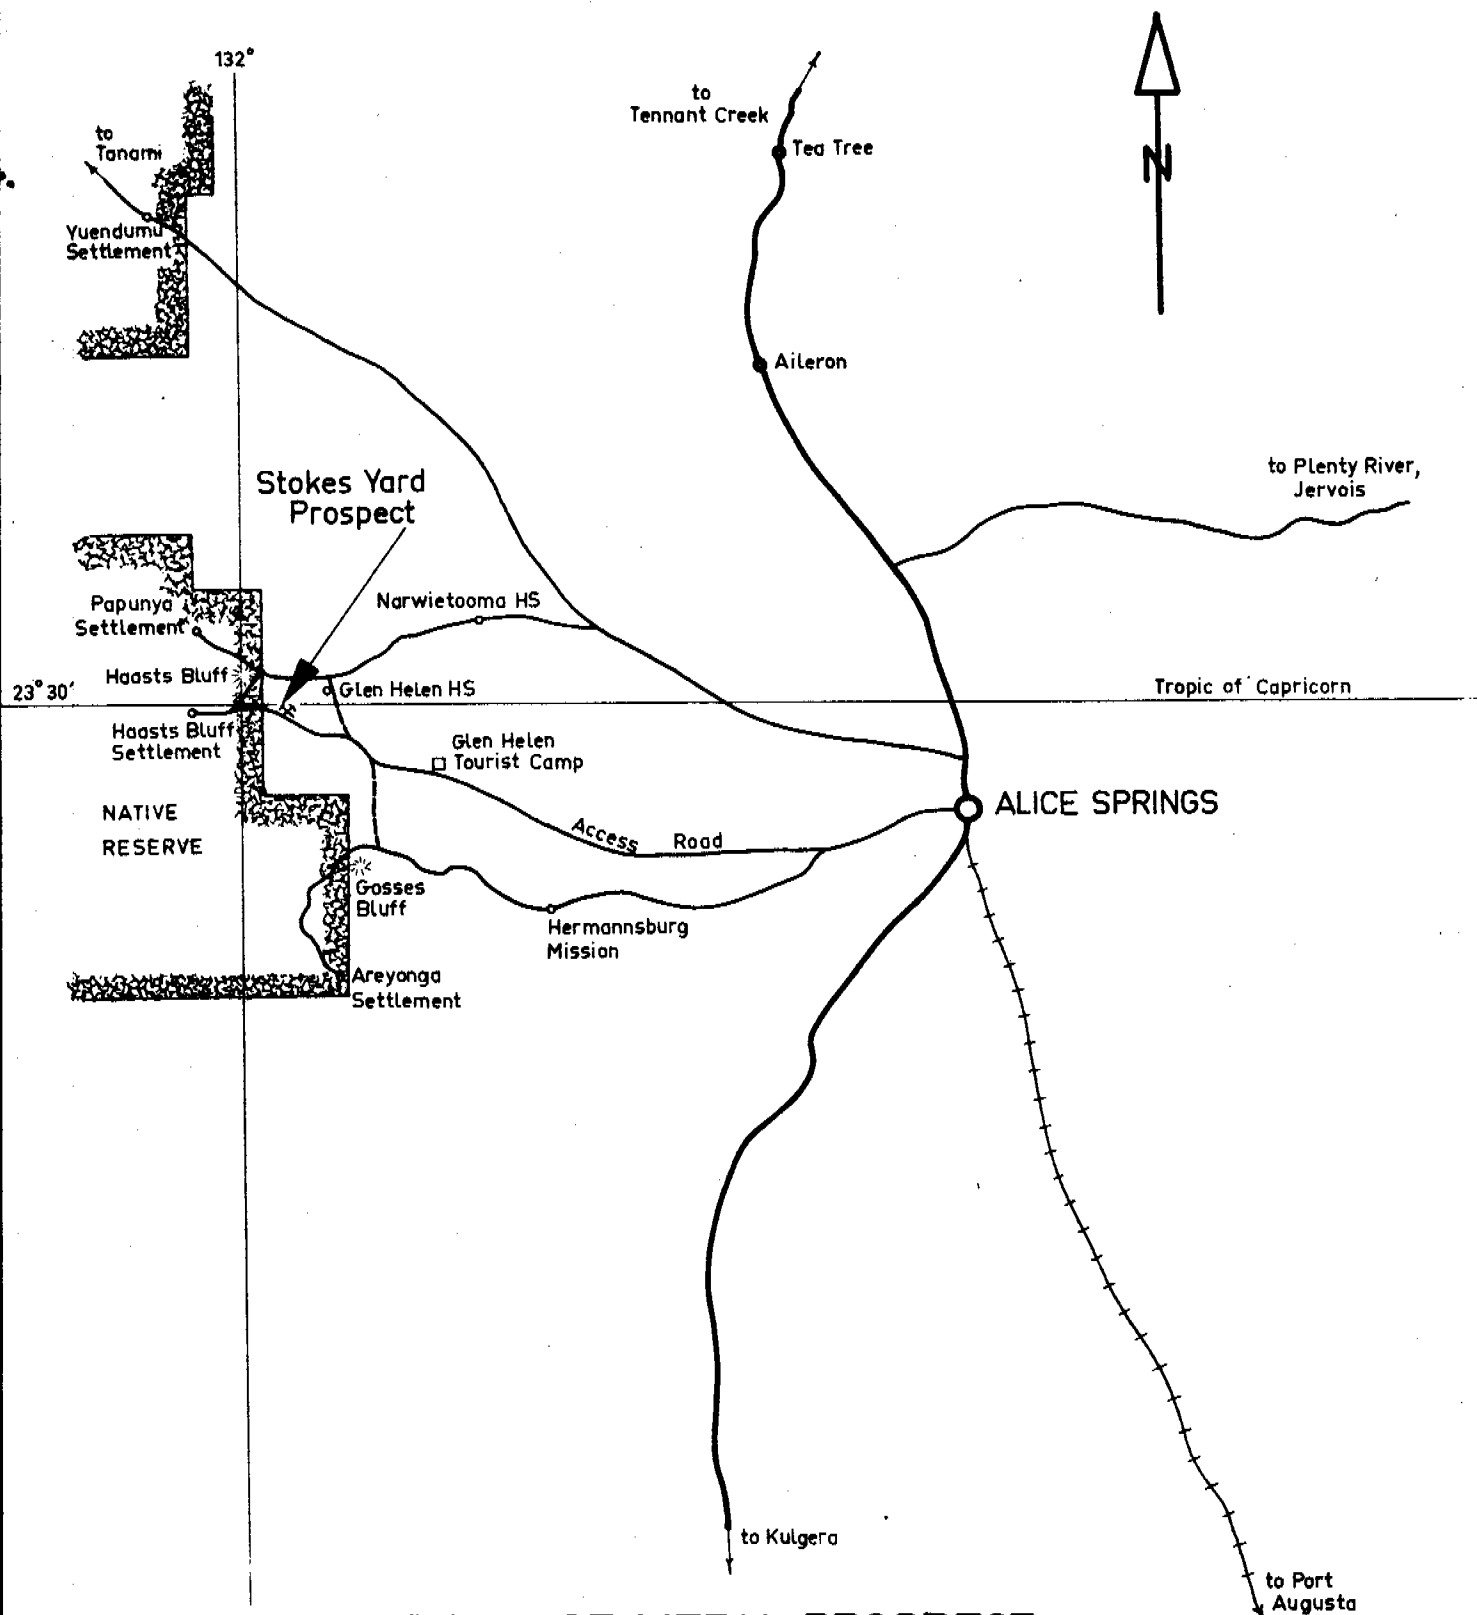 132°
to
Tennant Creek
Tea Tree
N
to
Tanami
Yuendumu
Settlement
Aileron
Stokes Yard
Prospect
to Plenty River,
Jervois
Papunya
Settlement
Narwietooma HS
Haasts Bluff
23°30'
Glen Helen HS
Tropic of Capricorn
Haasts Bluff
Settlement
Glen Helen
Tourist Camp
NATIVE
RESERVE
ALICE SPRINGS
Access Road
Gosses
Bluff
Hermannsburg
Mission
Areyonga
Settlement
to Kulgera
to Port
Augusta